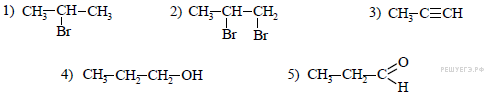 1) CH₃-CH-CH₃ 2) CH₃-CH-CH₂ 3) CH₃-C≡CH
Br Br Br
4) CH₃-CH₂-CH₂-OH 5) CH₃-CH₂-C=O
H
РЕШУЕГЭ.РФ